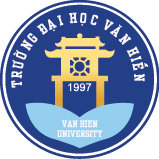 TRƯỜNG ĐẠI HỌC VĂN HIẾN
1997
VAN HIEN
UNIVERSITY